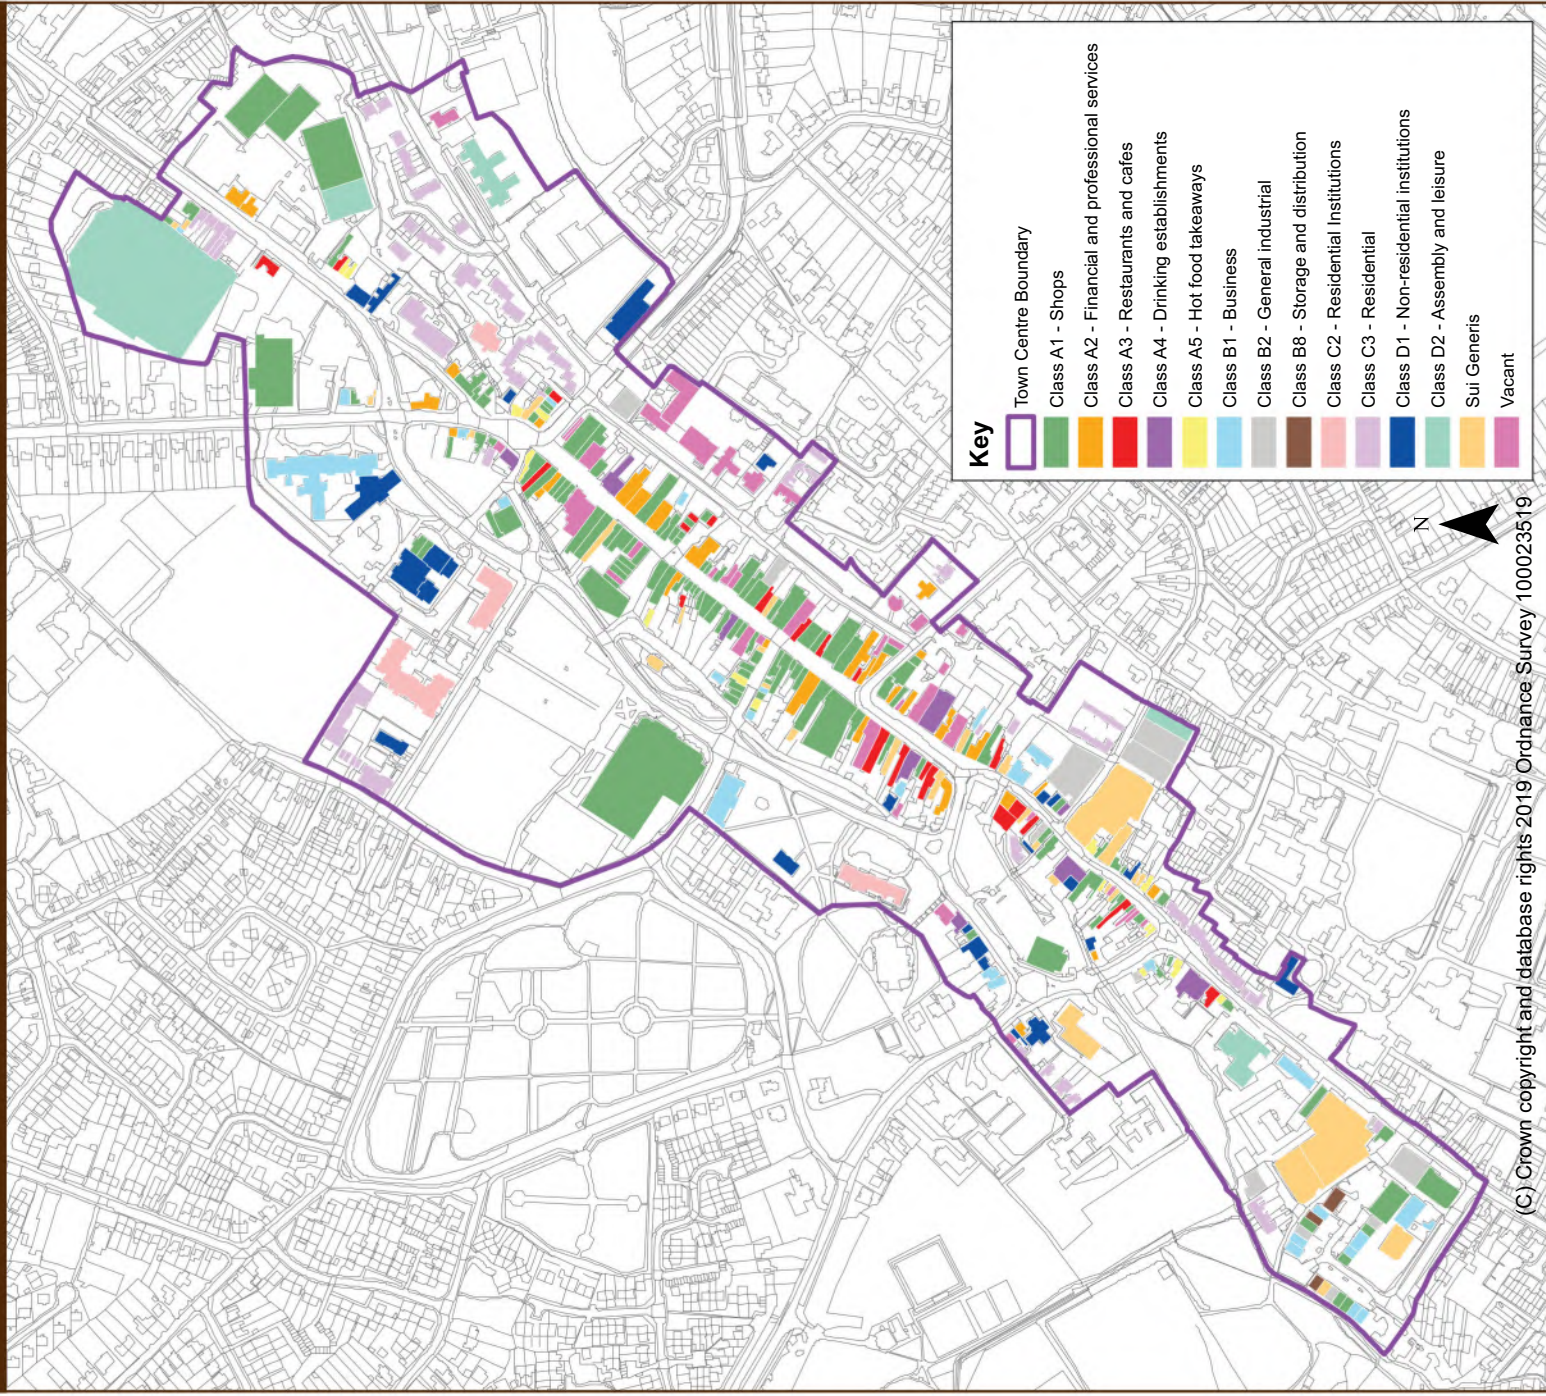 Key
Town Centre Boundary
Class A1 - Shops
Class A2 - Financial and professional services
Class A3 - Restaurants and cafes
Class A4 - Drinking establishments
Class A5 - Hot food takeaways
Class B1 - Business
Class B2 - General industrial
Class B8 - Storage and distribution
Class C2 - Residential Institutions
Class C3 - Residential
Class D1 - Non-residential institutions
Class D2 - Assembly and leisure
Sui Generis
Vacant
N
(C) Crown copyright and database rights 2019 Ordnance Survey 100023519